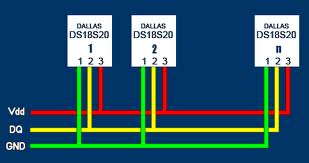 DALLAS DALLAS DALLAS
DS18S20 DS18S20 DS18S20
1 2 n
1 2 3 1 2 3 1 2 3
Vdd
DQ
GND